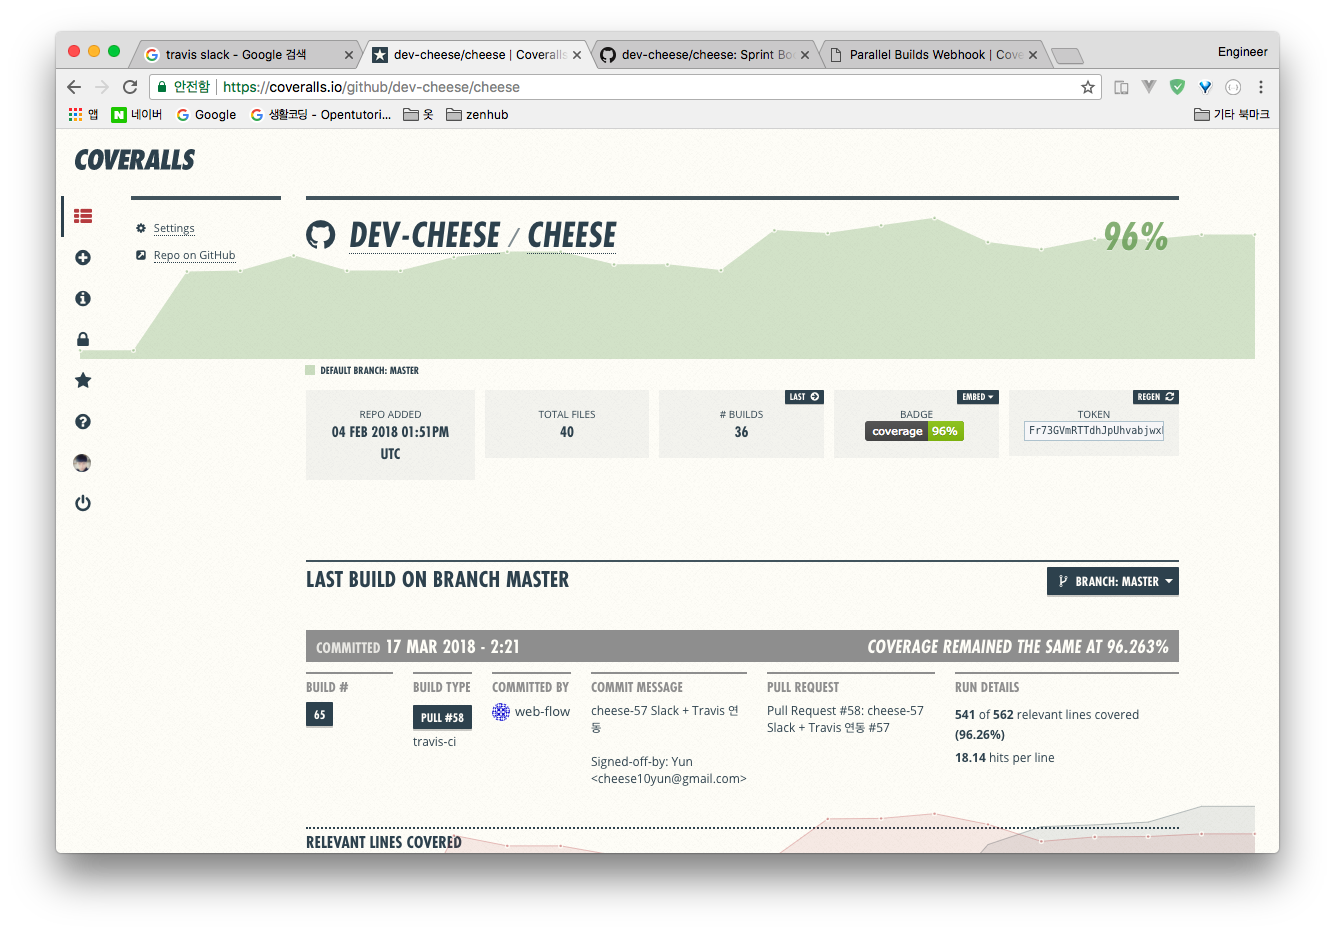 travis slack - Google 검색
dev-cheese/cheese | Coveralls
dev-cheese/cheese: Sprint Bo
Parallel Builds Webhook | Cove
Engineer
안전함
https://coveralls.io/github/dev-cheese/cheese
앱
네이버
Google
생활코딩 - Opentutori...
옷
zenhub
기타 북마크
COVERALLS
Settings
Repo on GitHub
DEV-CHEESE / CHEESE
96%
DEFAULT BRANCH: MASTER
REPO ADDED
04 FEB 2018 01:51PM
UTC
TOTAL FILES
40
LAST
# BUILDS
36
EMBED
BADGE
coverage 96%
REGEN
TOKEN
Fr73GVmRTTdhJpUhvabjwx
LAST BUILD ON BRANCH MASTER
BRANCH: MASTER
COMMITTED 17 MAR 2018 - 2:21
COVERAGE REMAINED THE SAME AT 96.263%
BUILD #
65
BUILD TYPE
PULL #58
travis-ci
COMMITTED BY
web-flow
COMMIT MESSAGE
cheese-57 Slack + Travis 연
동
Signed-off-by: Yun
<cheese10yun@gmail.com>
PULL REQUEST
Pull Request #58: cheese-57
Slack + Travis 연동 #57
RUN DETAILS
541 of 562 relevant lines covered
(96.26%)
18.14 hits per line
RELEVANT LINES COVERED